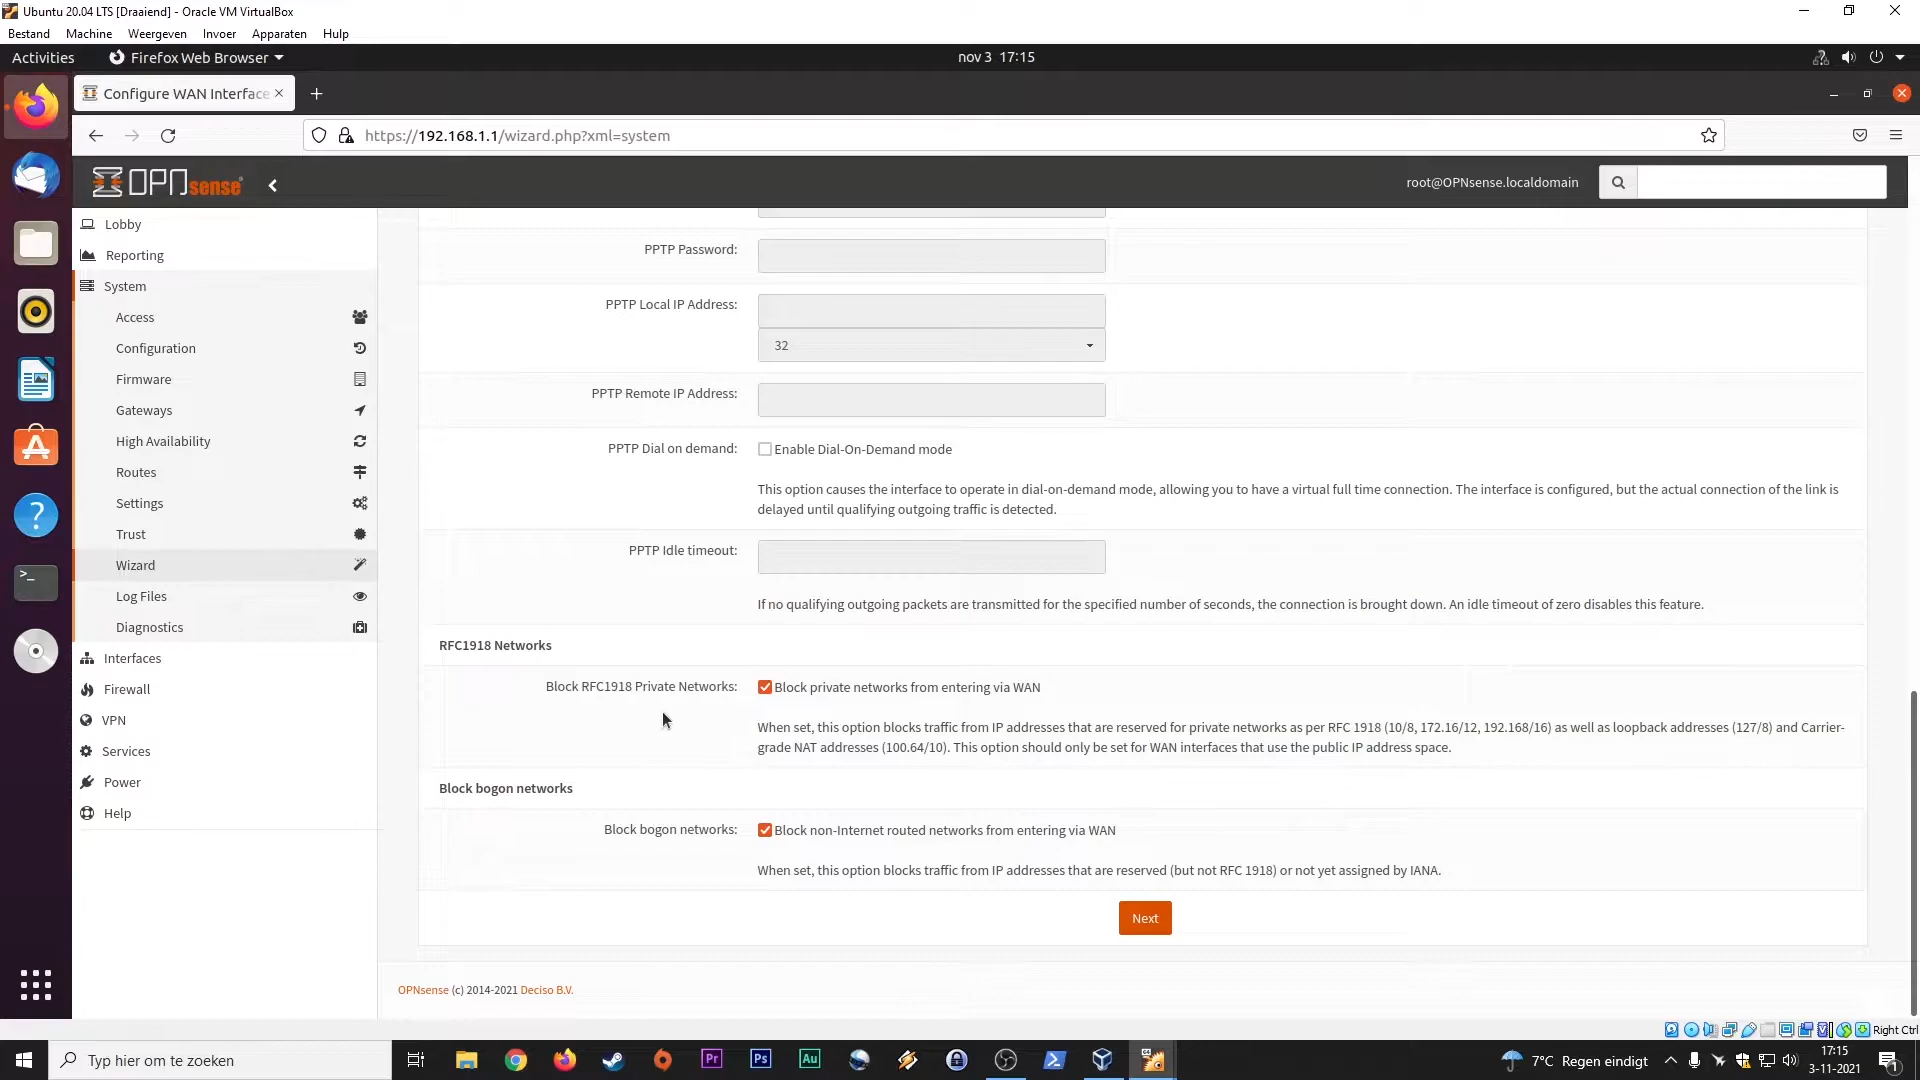 Ubuntu 20.04 LTS [Draaiend] - Oracle VM VirtualBox
Bestand Machine Weergeven Invoer Apparaten Hulp
Activities Firefox Web Browser nov 3 17:15
Configure WAN Interface
https://192.168.1.1/wizard.php?xml=system
OPNsense root@OPNsense.localdomain
Lobby
Reporting
System
Access
Configuration
Firmware
Gateways
High Availability
Routes
Settings
Trust
Wizard
Log Files
Diagnostics
Interfaces
Firewall
VPN
Services
Power
Help
PPTP Password:
PPTP Local IP Address:
32
PPTP Remote IP Address:
PPTP Dial on demand: Enable Dial-On-Demand mode
This option causes the interface to operate in dial-on-demand mode, allowing you to have a virtual full time connection. The interface is configured, but the actual connection of the link is
delayed until qualifying outgoing traffic is detected.
PPTP Idle timeout:
If no qualifying outgoing packets are transmitted for the specified number of seconds, the connection is brought down. An idle timeout of zero disables this feature.
RFC1918 Networks
Block RFC1918 Private Networks: Block private networks from entering via WAN
When set, this option blocks traffic from IP addresses that are reserved for private networks as per RFC 1918 (10/8, 172.16/12, 192.168/16) as well as loopback addresses (127/8) and Carrier-
grade NAT addresses (100.64/10). This option should only be set for WAN interfaces that use the public IP address space.
Block bogon networks
Block bogon networks: Block non-Internet routed networks from entering via WAN
When set, this option blocks traffic from IP addresses that are reserved (but not RFC 1918) or not yet assigned by IANA.
Next
OPNsense (c) 2014-2021 Deciso B.V.
Right Ctrl
Typ hier om te zoeken Pr Ps Au 7°C Regen eindigt 17:15
3-11-2021 1